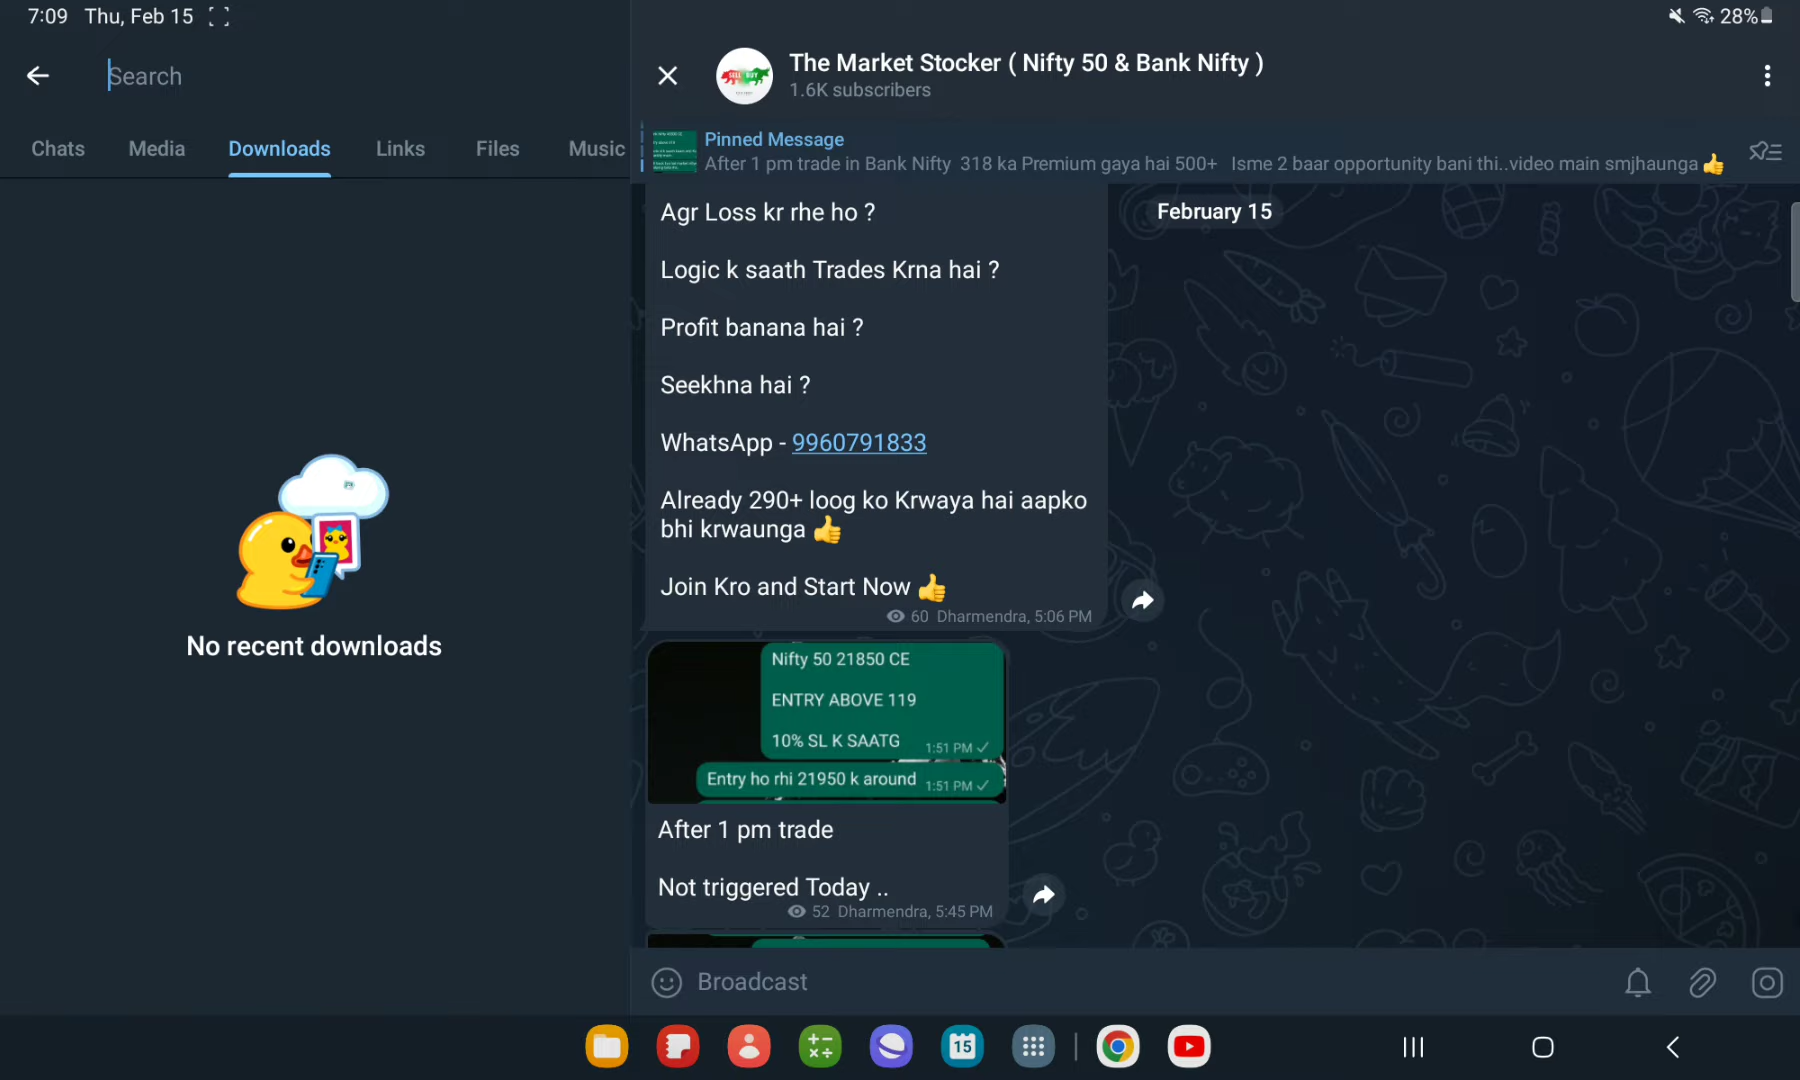 7:09 Thu, Feb 15
28%
Search
Chats Media Downloads Links Files Music
No recent downloads
The Market Stocker ( Nifty 50 & Bank Nifty )
1.6K subscribers
Pinned Message
After 1 pm trade in Bank Nifty 318 ka Premium gaya hai 500+ Isme 2 baar opportunity bani thi..video main smjhaunga 👍
February 15
Agr Loss kr rhe ho ?
Logic k saath Trades Krna hai ?
Profit banana hai ?
Seekhna hai ?
WhatsApp - 9960791833
Already 290+ loog ko Krwaya hai aapko
bhi krwaunga 👍
Join Kro and Start Now 👍
60 Dharmendra, 5:06 PM
Nifty 50 21850 CE
ENTRY ABOVE 119
10% SL K SAATG 1:51 PM ✓
Entry ho rhi 21950 k around 1:51 PM ✓
After 1 pm trade
Not triggered Today ..
52 Dharmendra, 5:45 PM
Broadcast
15